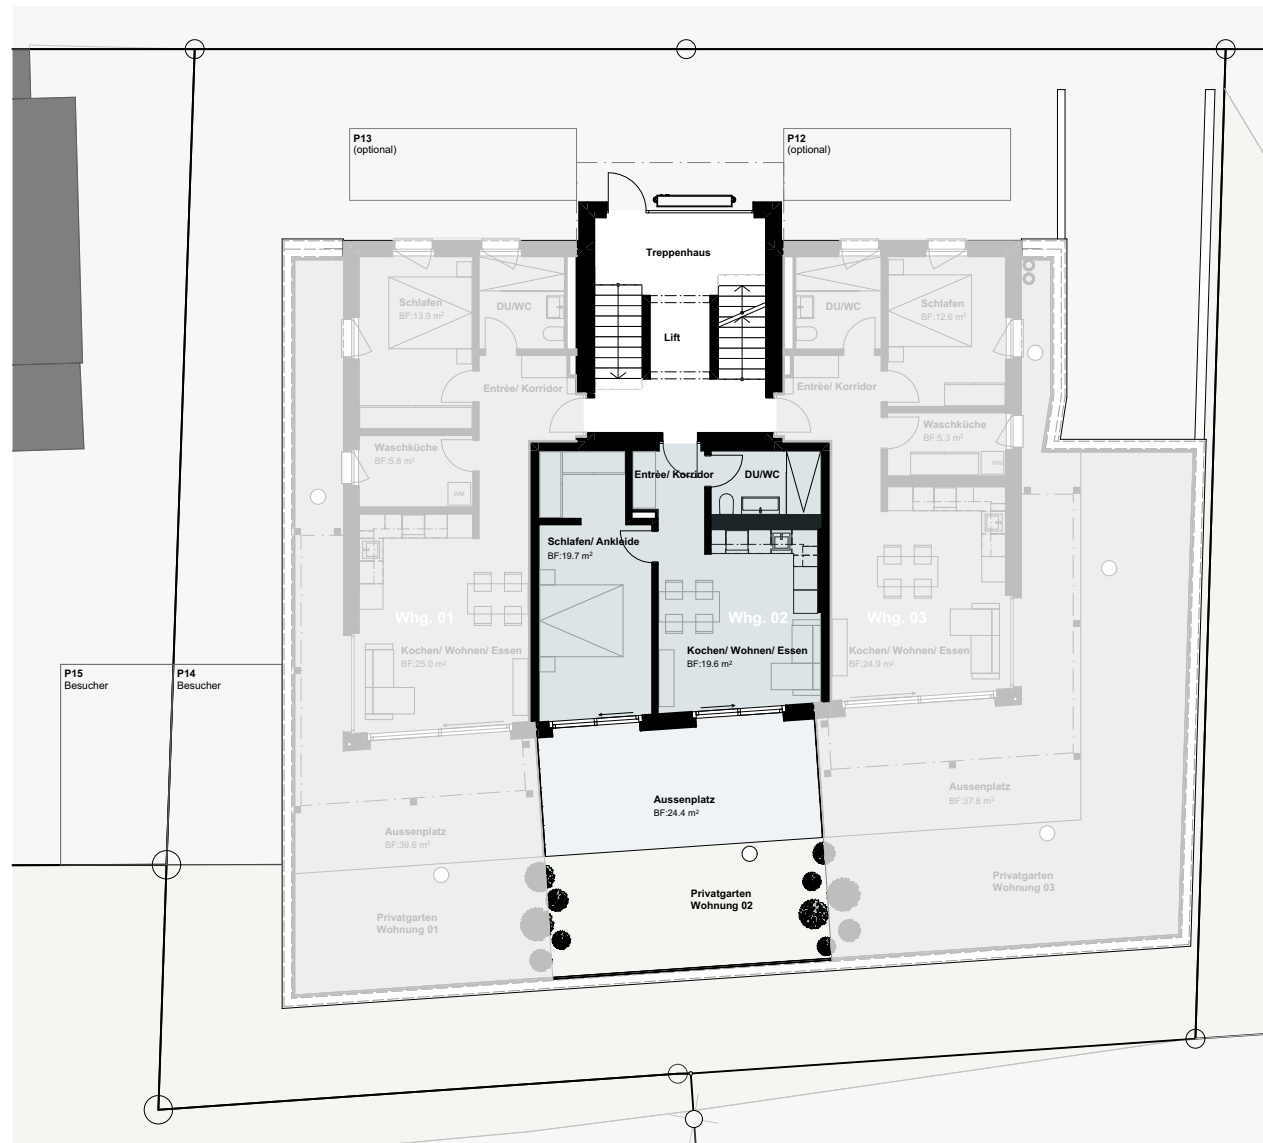 P13
(optional)
P12
(optional)
Treppenhaus
Schlafen
BF:13.9 m²
DU/WC
DU/WC
Schlafen
BF:12.6 m²
Lift
Entrèe/ Korridor
Entrèe/ Korridor
Waschküche
BF:5.8 m²
Waschküche
BF:5.3 m²
WM
WM
Entrèe/ Korridor
DU/WC
Schlafen/ Ankleide
BF:19.7 m²
Whg. 01
Whg. 02
Whg. 03
Kochen/ Wohnen/ Essen
BF:25.0 m²
Kochen/ Wohnen/ Essen
BF:19.6 m²
Kochen/ Wohnen/ Essen
BF:24.9 m²
P15
Besucher
P14
Besucher
Aussenplatz
BF:39.6 m²
Aussenplatz
BF:24.4 m²
Aussenplatz
BF:37.8 m²
Privatgarten
Wohnung 01
Privatgarten
Wohnung 02
Privatgarten
Wohnung 03